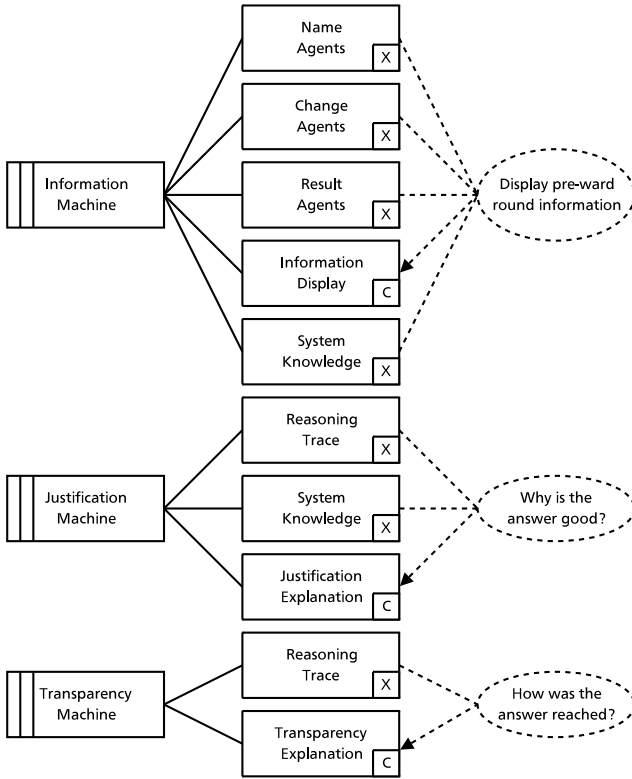 Name
Agents
X
Change
Agents
X
Information
Machine
Result
Agents
X
Display pre-ward
round information
Information
Display
C
System
Knowledge
X
Reasoning
Trace
X
Justification
Machine
System
Knowledge
X
Why is the
answer good?
Justification
Explanation
C
Reasoning
Trace
X
Transparency
Machine
How was the
answer reached?
Transparency
Explanation
C